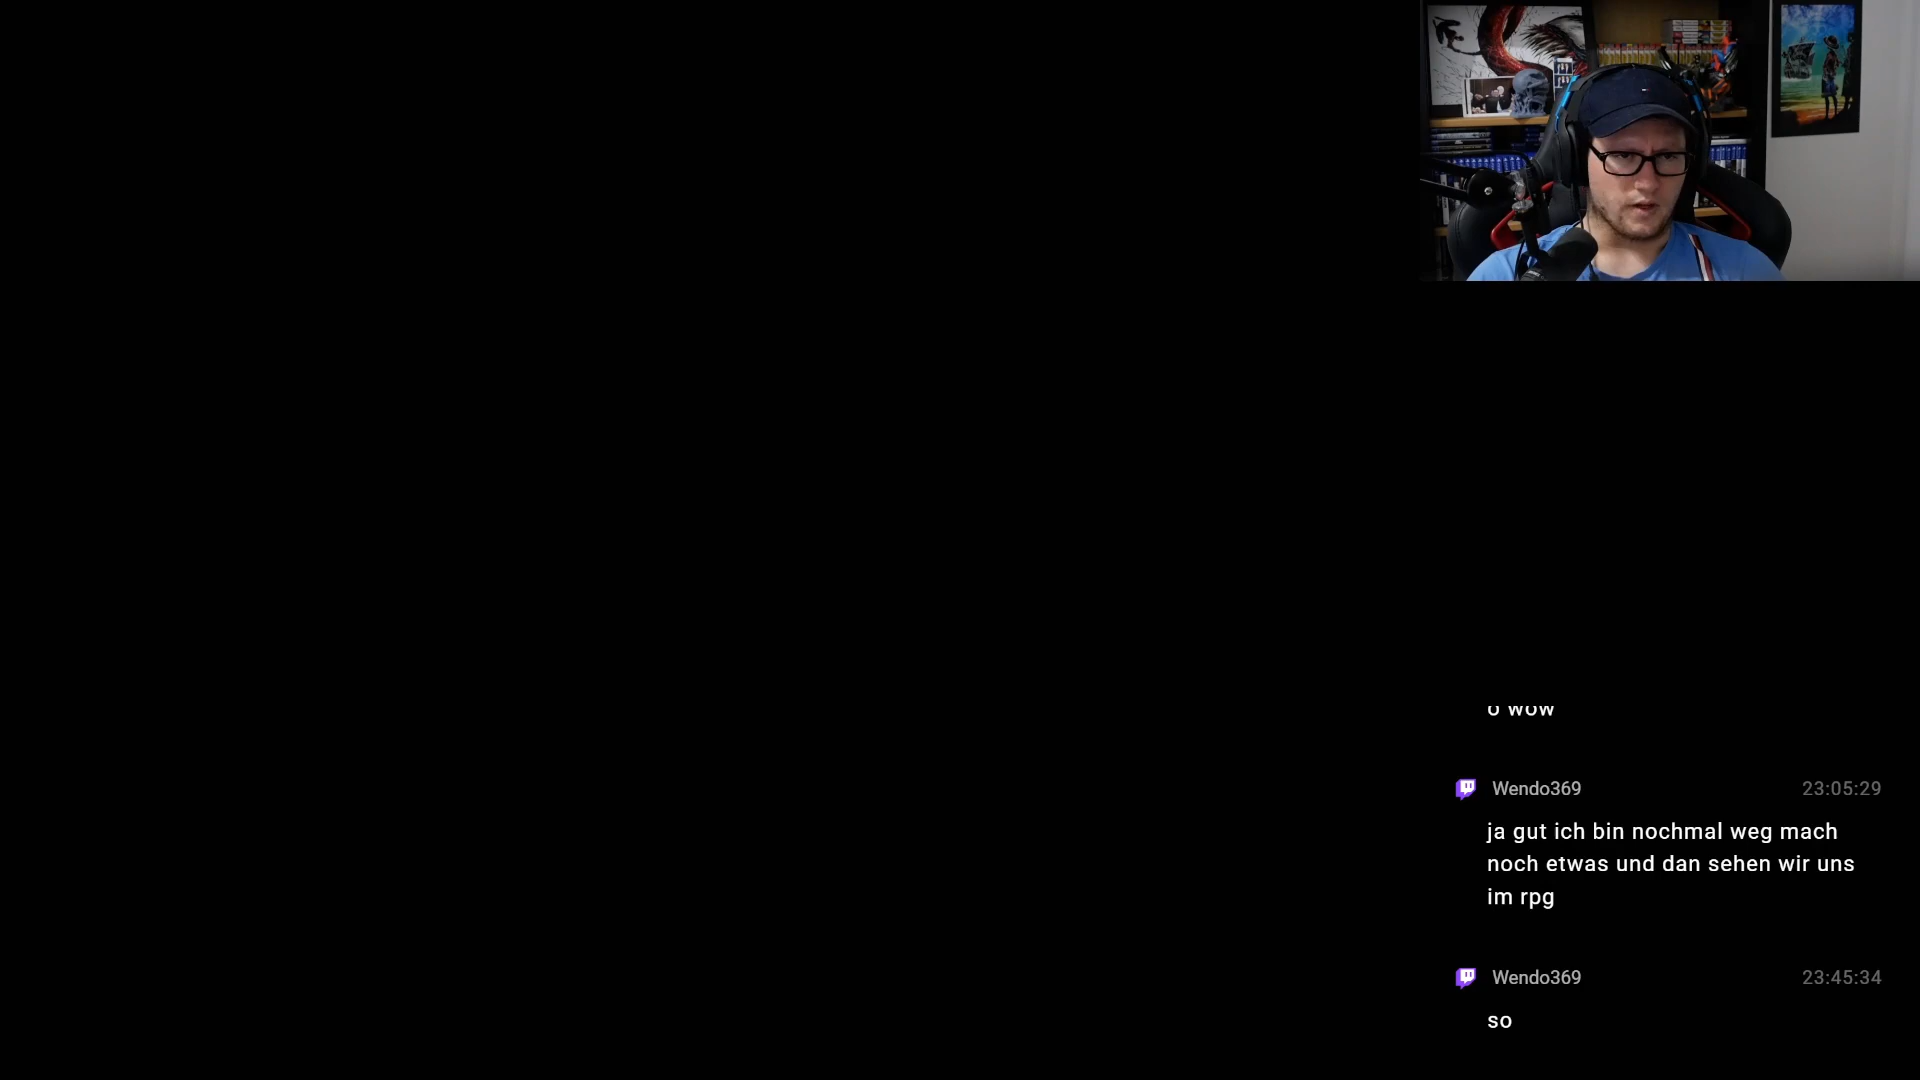 o wow
Wendo369 23:05:29
ja gut ich bin nochmal weg mach
noch etwas und dan sehen wir uns
im rpg
Wendo369 23:45:34
so